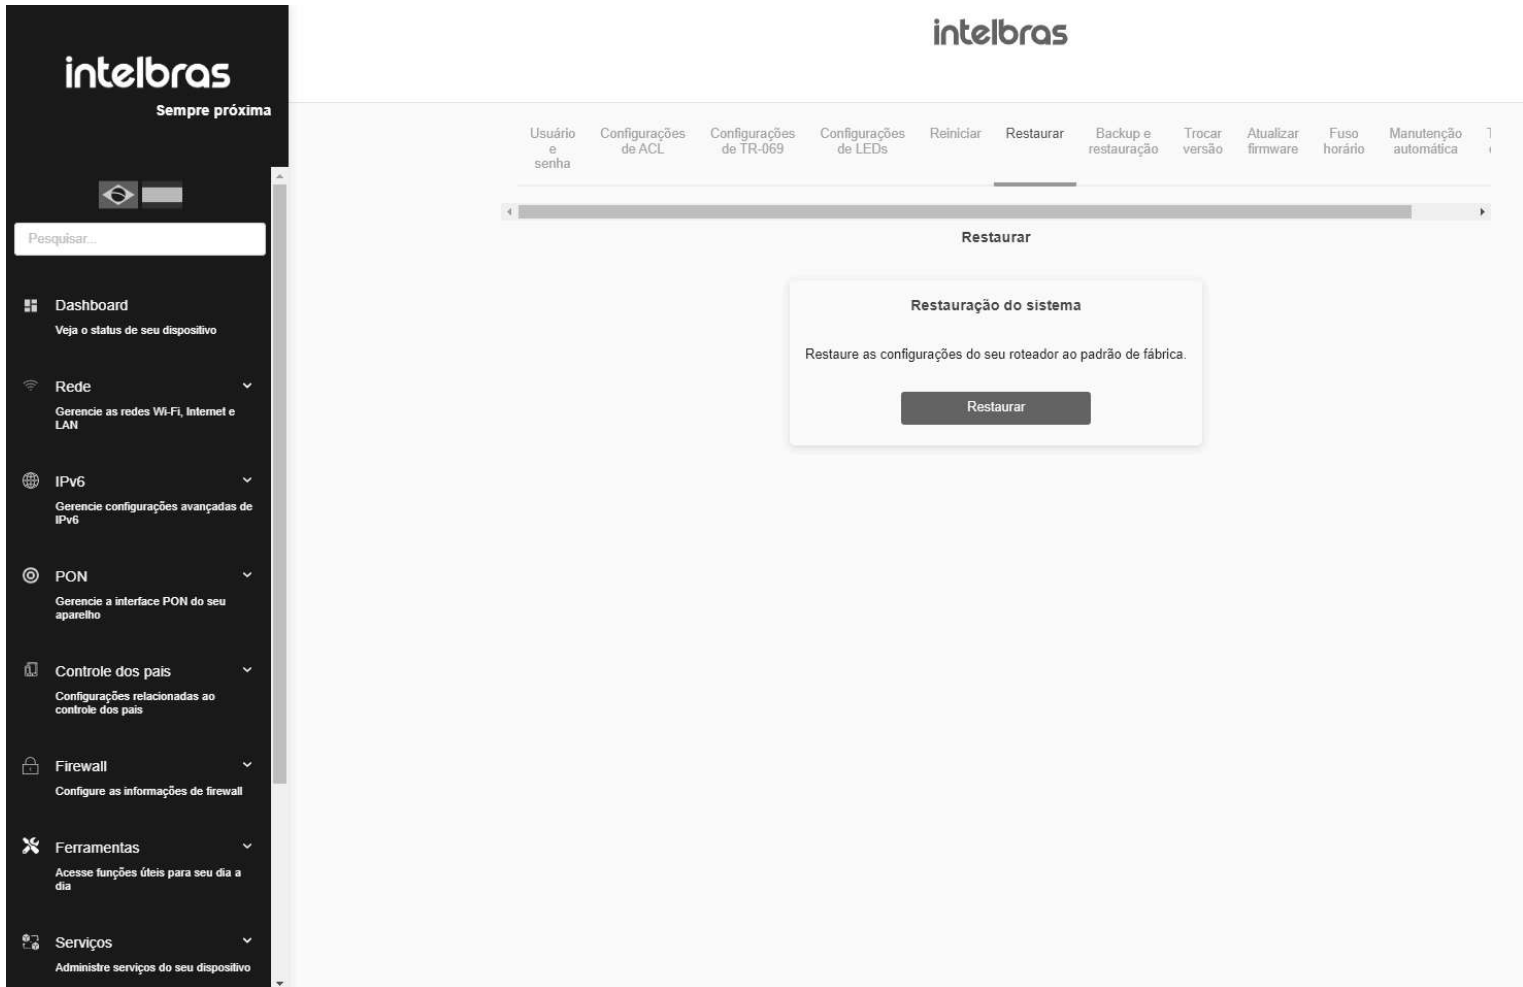 intelbras
Sempre próxima
Pesquisar...
Dashboard
Veja o status de seu dispositivo
Rede
Gerencie as redes Wi-Fi, Internet e
LAN
IPv6
Gerencie configurações avançadas de
IPv6
PON
Gerencie a interface PON do seu
aparelho
Controle dos pais
Configurações relacionadas ao
controle dos pais
Firewall
Configure as informações de firewall
Ferramentas
Acesse funções úteis para seu dia a
dia
Serviços
Administre serviços do seu dispositivo
intelbras
Usuário
e
senha
Configurações
de ACL
Configurações
de TR-069
Configurações
de LEDs
Reiniciar
Restaurar
Backup e
restauração
Trocar
versão
Atualizar
firmware
Fuso
horário
Manutenção
automática
Restaurar
Restauração do sistema
Restaure as configurações do seu roteador ao padrão de fábrica.
Restaurar